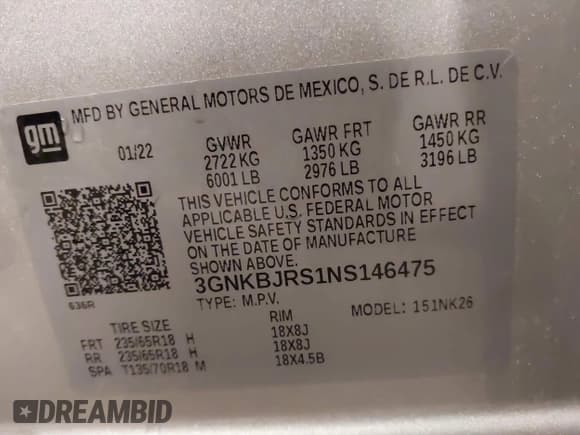 MFD BY GENERAL MOTORS DE MEXICO, S. DE R.L. DE C.V.
gm
01/22 GVWR GAWR FRT GAWR RR
2722 KG 1350 KG 1450 KG
6001 LB 2976 LB 3196 LB
THIS VEHICLE CONFORMS TO ALL
APPLICABLE U.S. FEDERAL MOTOR
VEHICLE SAFETY STANDARDS IN EFFECT
ON THE DATE OF MANUFACTURE
SHOWN ABOVE.
3GNKBJRS1NS146475
636R
TYPE: M.P.V. MODEL: 151NK26
TIRE SIZE RIM
FRT 235/65R18 H 18X8J
RR 235/65R18 H 18X8J
SPA T135/70R18 M 18X4.5B
DREAMBID